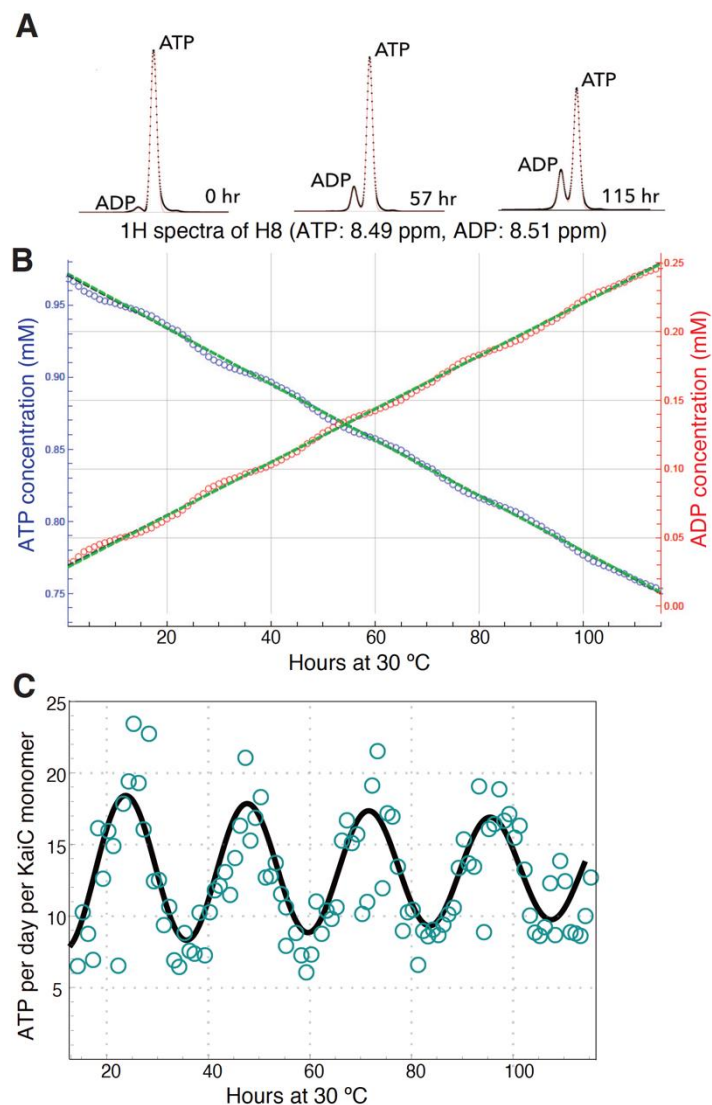 A
ATP
ADP
0 hr
ATP
ADP
57 hr
ATP
ADP
115 hr
1H spectra of H8 (ATP: 8.49 ppm, ADP: 8.51 ppm)
B
ATP concentration (mM)
0.95
0.90
0.85
0.80
0.75
ADP concentration (mM)
0.25
0.20
0.15
0.10
0.05
0.00
20
40
60
80
100
Hours at 30 ºC
C
ATP per day per KaiC monomer
25
20
15
10
5
20
40
60
80
100
Hours at 30 ºC